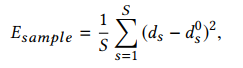 E_{sample} = \frac{1}{S} \sum_{s=1}^{S} (d_s - d_s^0)^2,